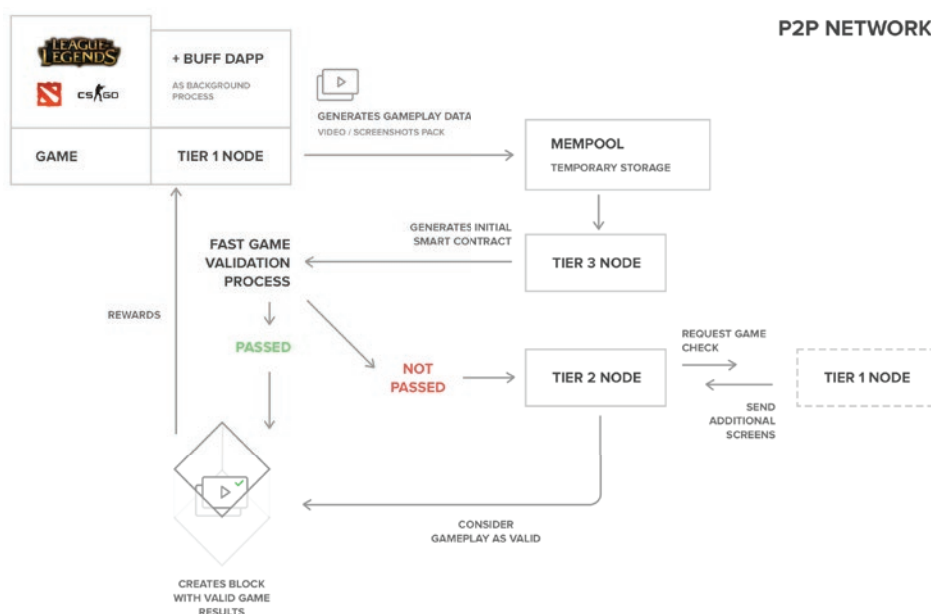 P2P NETWORK
LEAGUE
OF
LEGENDS
CS GO
+ BUFF DAPP
AS BACKGROUND
PROCESS
GAME
TIER 1 NODE
GENERATES GAMEPLAY DATA
VIDEO / SCREENSHOTS PACK
MEMPOOL
TEMPORARY STORAGE
GENERATES INITIAL
SMART CONTRACT
TIER 3 NODE
FAST GAME
VALIDATION
PROCESS
REWARDS
PASSED
NOT
PASSED
TIER 2 NODE
REQUEST GAME
CHECK
TIER 1 NODE
SEND
ADDITIONAL
SCREENS
CONSIDER
GAMEPLAY AS VALID
CREATES BLOCK
WITH VALID GAME
RESULTS